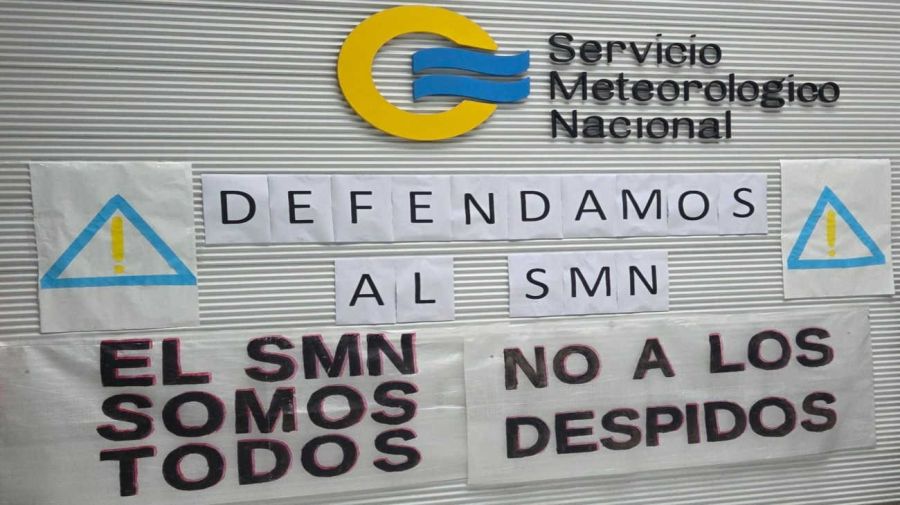 Servicio
Meteorologico
Nacional
DEFENDAMOS
AL SMN
EL SMN
SOMOS
TODOS
NO A LOS
DESPIDOS